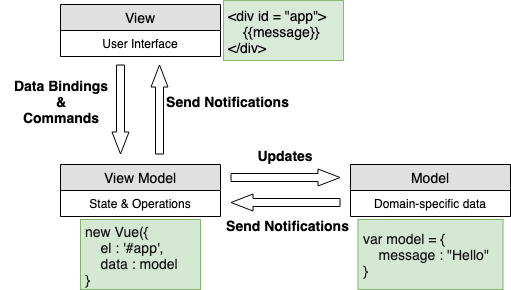 View
User Interface
<div id = "app">
{{message}}
</div>
Data Bindings
&
Commands
Send Notifications
View Model
State & Operations
Updates
Send Notifications
Model
Domain-specific data
new Vue({
el : '#app',
data : model
}
var model = {
message : "Hello"
}